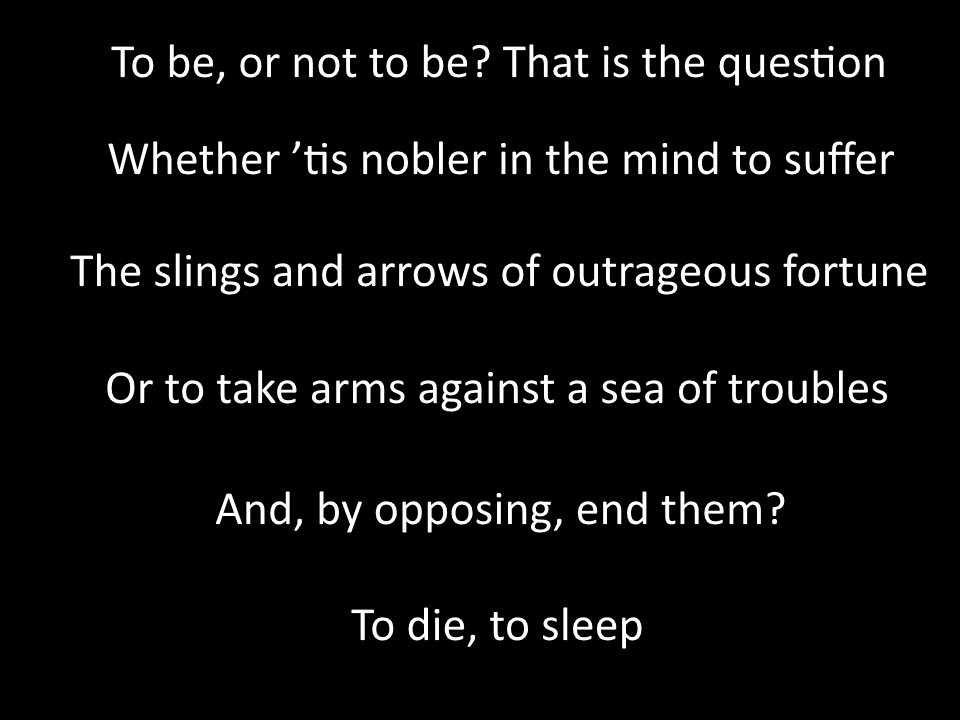 To be, or not to be? That is the question
Whether ’tis nobler in the mind to suffer
The slings and arrows of outrageous fortune
Or to take arms against a sea of troubles
And, by opposing, end them?
To die, to sleep